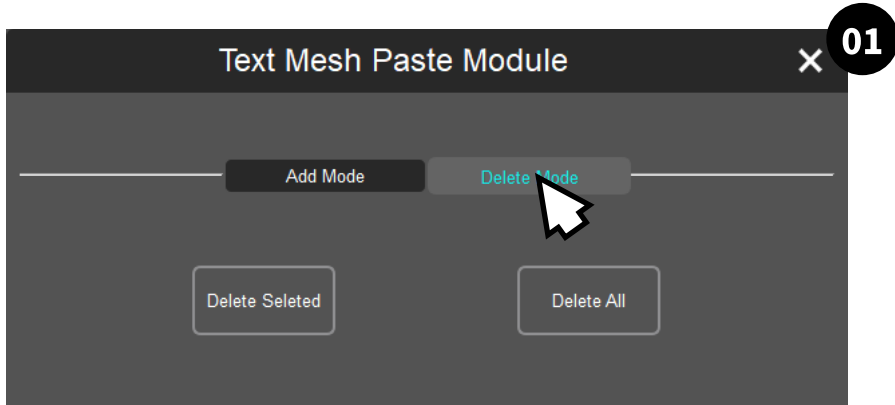 Text Mesh Paste Module
01
Add Mode
Delete Mode
Delete Seleted
Delete All